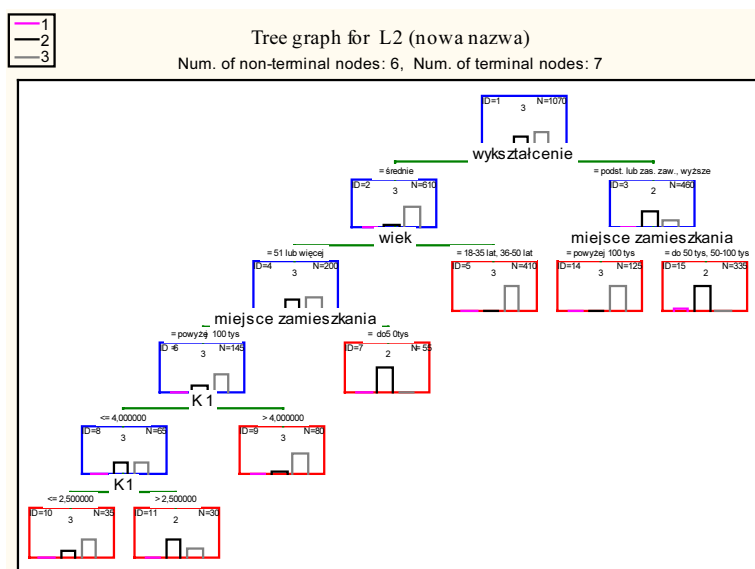 1
2
3
Tree graph for L2 (nowa nazwa)
Num. of non-terminal nodes: 6, Num. of terminal nodes: 7
ID=1 N=1070
3
wykształcenie
= średnie
= podst. lub zas. zaw., wyższe
ID=2 N=610
3
ID=3 N=460
2
wiek
miejsce zamieszkania
= 51 lub więcej
= 18-35 lat, 36-50 lat
= powyżej 100 tys
= do 50 tys, 50-100 tys
ID=4 N=200
3
ID=5 N=410
3
ID=14 N=125
3
ID=15 N=335
2
miejsce zamieszkania
= powyżej 100 tys
= do5 0tys
ID=6 N=145
3
ID=7 N=55
2
K1
<= 4,000000
> 4,000000
ID=8 N=65
3
ID=9 N=80
3
K1
<= 2,500000
> 2,500000
ID=10 N=35
3
ID=11 N=30
2